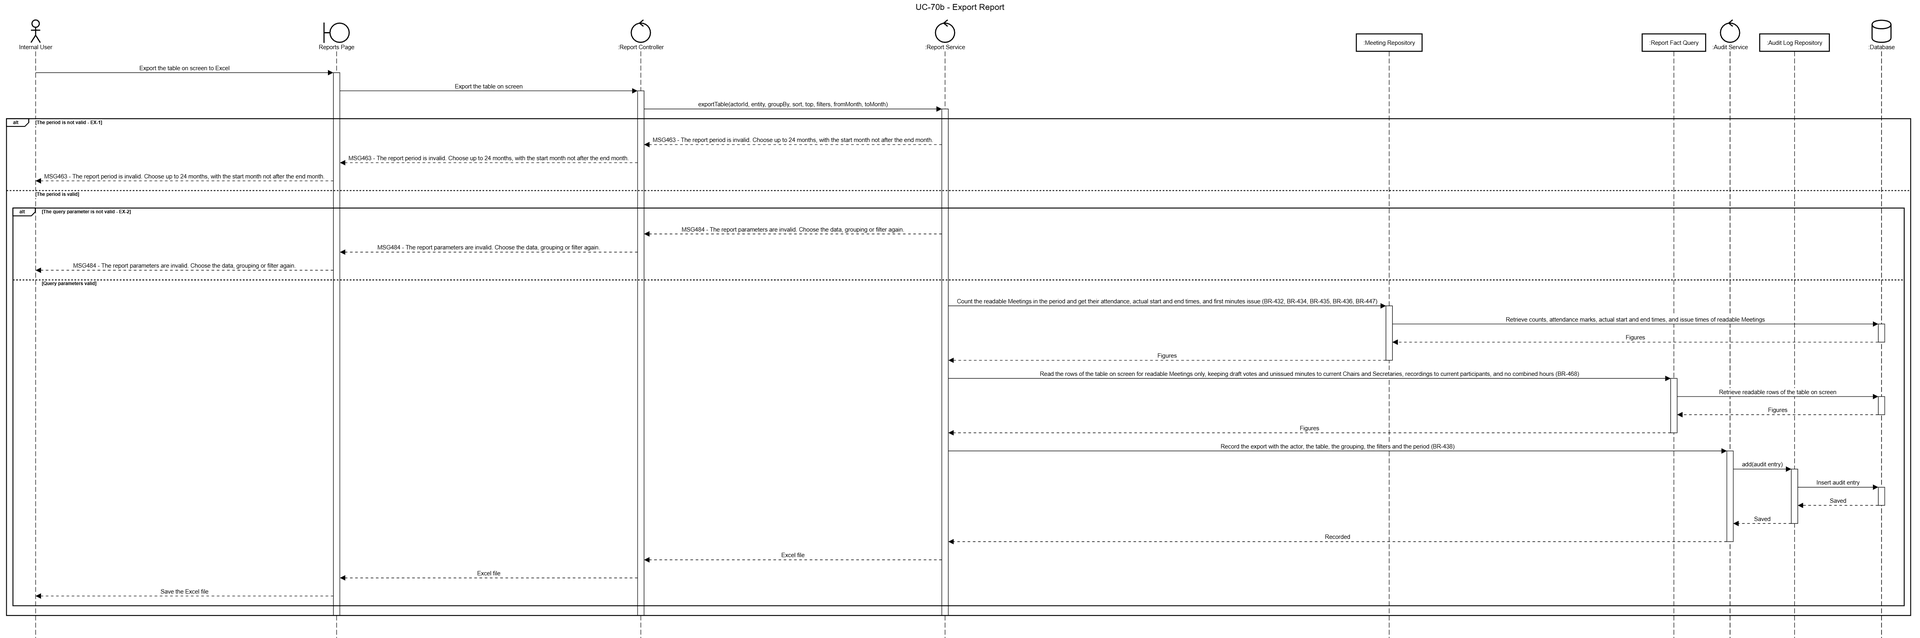 UC-70b - Export Report
Internal User
Reports Page
:Report Controller
:Report Service
:Meeting Repository
:Report Fact Query
:Audit Service
:Audit Log Repository
:Database
Export the table on screen to Excel
Export the table on screen
exportTable(actorId, entity, groupBy, sort, top, filters, fromMonth, toMonth)
alt
[The period is not valid - EX-1]
MSG463 - The report period is invalid. Choose up to 24 months, with the start month not after the end month.
MSG463 - The report period is invalid. Choose up to 24 months, with the start month not after the end month.
MSG463 - The report period is invalid. Choose up to 24 months, with the start month not after the end month.
[The period is valid]
alt
[The query parameter is not valid - EX-2]
MSG484 - The report parameters are invalid. Choose the data, grouping or filter again.
MSG484 - The report parameters are invalid. Choose the data, grouping or filter again.
MSG484 - The report parameters are invalid. Choose the data, grouping or filter again.
[Query parameters valid]
Count the readable Meetings in the period and get their attendance, actual start and end times, and first minutes issue (BR-432, BR-434, BR-435, BR-436, BR-447)
Retrieve counts, attendance marks, actual start and end times, and issue times of readable Meetings
Figures
Figures
Read the rows of the table on screen for readable Meetings only, keeping draft votes and unissued minutes to current Chairs and Secretaries, recordings to current participants, and no combined hours (BR-468)
Retrieve readable rows of the table on screen
Figures
Figures
Record the export with the actor, the table, the grouping, the filters and the period (BR-438)
add(audit entry)
Insert audit entry
Saved
Saved
Recorded
Excel file
Excel file
Save the Excel file